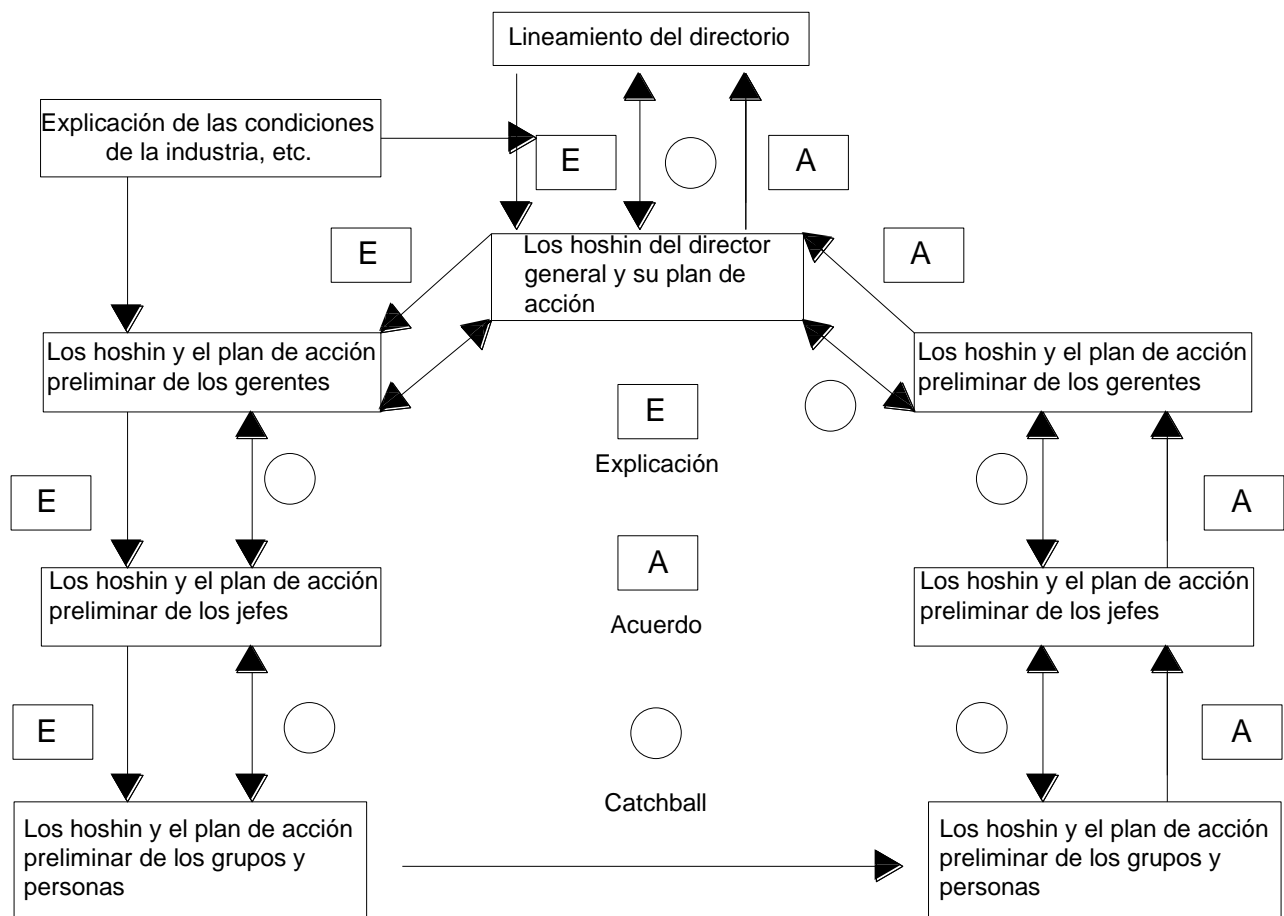 Lineamiento del directorio
Explicación de las condiciones
de la industria, etc.
E
A
E
Los hoshin del director
general y su plan de
acción
A
Los hoshin y el plan de acción
preliminar de los gerentes
Los hoshin y el plan de acción
preliminar de los gerentes
E
Explicación
E
A
A
Acuerdo
Los hoshin y el plan de acción
preliminar de los jefes
Los hoshin y el plan de acción
preliminar de los jefes
E
A
Catchball
Los hoshin y el plan de acción
preliminar de los grupos y
personas
Los hoshin y el plan de acción
preliminar de los grupos y
personas